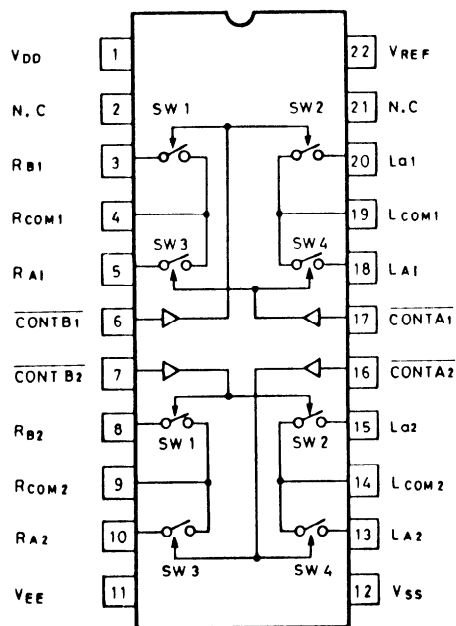 VDD 1 22 VREF
N.C 2 21 N.C
SW1 SW2
RB1 3 20 La1
RCOM1 4 19 LCOM1
SW3 SW4
RA1 5 18 LA1
CONTB1 6 17 CONTA1
CONTB2 7 16 CONTA2
RB2 8 15 La2
SW1 SW2
RCOM2 9 14 LCOM2
RA2 10 13 LA2
SW3 SW4
VEE 11 12 VSS